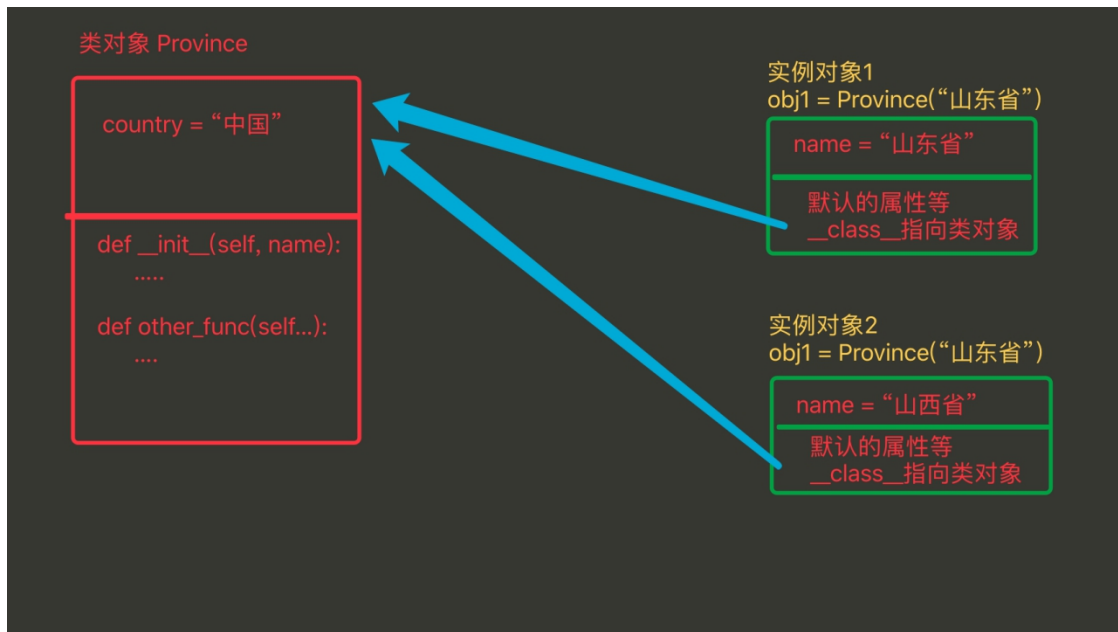 类对象 Province
country = “中国”
def __init__(self, name):
.....
def other_func(self...):
....
实例对象1
obj1 = Province(“山东省”)
name = “山东省”
默认的属性等
__class__指向类对象
实例对象2
obj1 = Province(“山东省”)
name = “山西省”
默认的属性等
__class__指向类对象